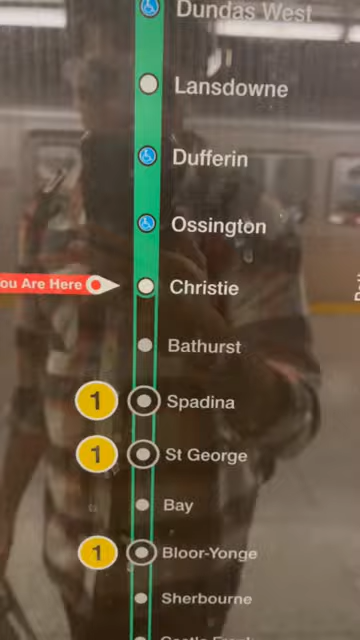 Dundas West
Lansdowne
Dufferin
Ossington
ou Are Here
Christie
Bathurst
1 Spadina
1 St George
Bay
1 Bloor-Yonge
Sherbourne